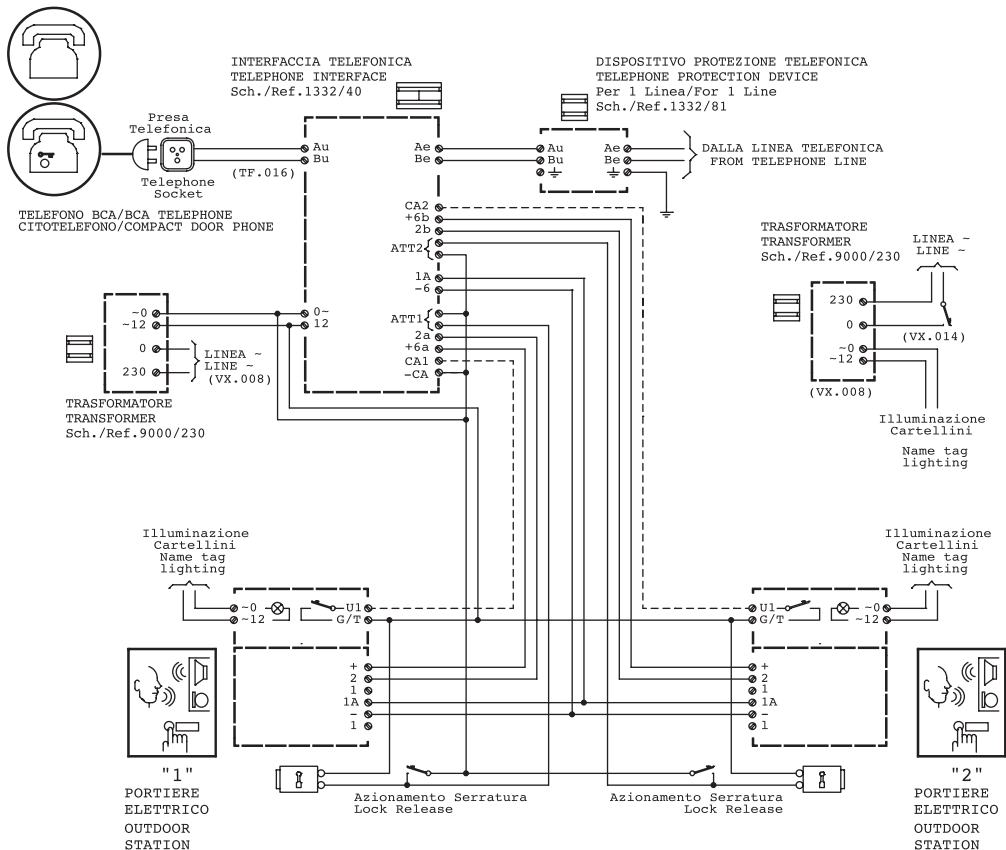 INTERFACCIA TELEFONICA
TELEPHONE INTERFACE
Sch./Ref.1332/40
DISPOSITIVO PROTEZIONE TELEFONICA
TELEPHONE PROTECTION DEVICE
Per 1 Linea/For 1 Line
Sch./Ref.1332/81
Presa
Telefonica
Telephone
Socket
(TF.016)
TELEFONO BCA/BCA TELEPHONE
CITOTELEFONO/COMPACT DOOR PHONE
Au
Bu
Ae
Be
Au
Bu
Ae
Be
DALLA LINEA TELEFONICA
FROM TELEPHONE LINE
CA2
+6b
2b
ATT2
1A
-6
ATT1
2a
+6a
CA1
-CA
0~
12
~0
~12
0
230
LINEA ~
LINE ~
(VX.008)
TRASFORMATORE
TRANSFORMER
Sch./Ref.9000/230
TRASFORMATORE
TRANSFORMER
Sch./Ref.9000/230
LINEA ~
LINE ~
230
0
~0
~12
(VX.014)
(VX.008)
Illuminazione
Cartellini
Name tag
lighting
Illuminazione
Cartellini
Name tag
lighting
~0
~12
U1
G/T
+
2
1
1A
-
1
"1"
PORTIERE
ELETTRICO
OUTDOOR
STATION
Azionamento Serratura
Lock Release
Azionamento Serratura
Lock Release
Illuminazione
Cartellini
Name tag
lighting
U1
G/T
~0
~12
+
2
1
1A
-
1
"2"
PORTIERE
ELETTRICO
OUTDOOR
STATION